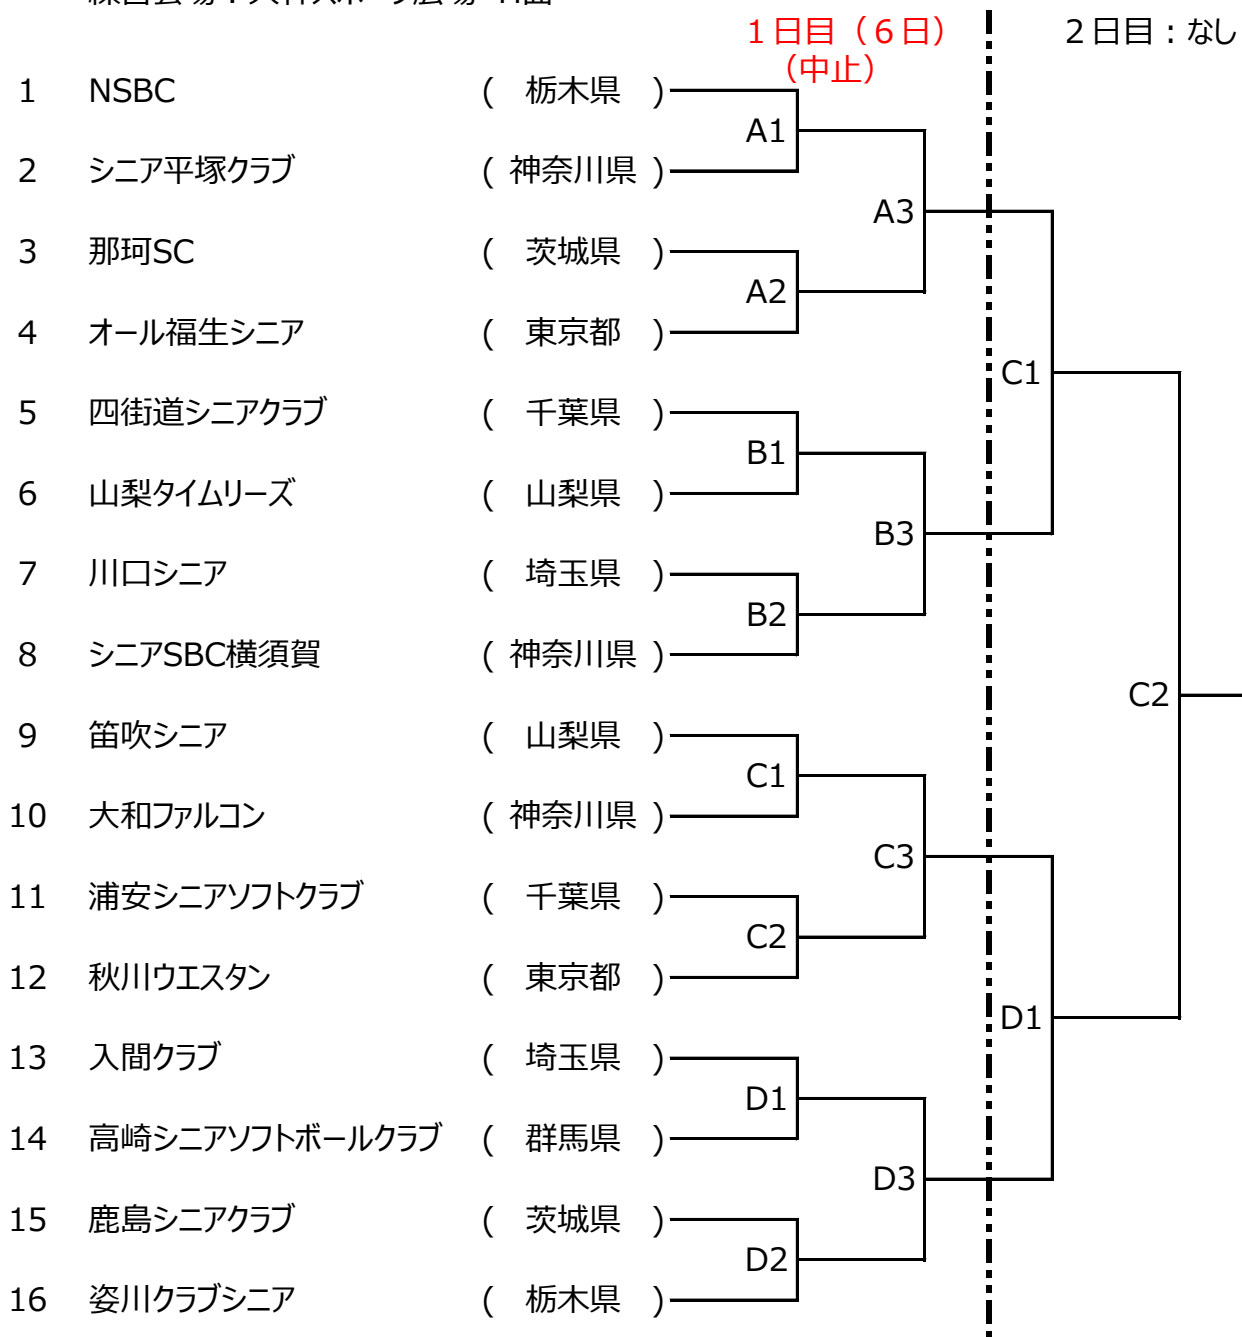 1日目（6日） 2日目：なし
（中止）
1 NSBC ( 栃木県 )
A1
2 シニア平塚クラブ ( 神奈川県 )
A3
3 那珂SC ( 茨城県 )
A2
4 オール福生シニア ( 東京都 )
C1
5 四街道シニアクラブ ( 千葉県 )
B1
6 山梨タイムリーズ ( 山梨県 )
B3
7 川口シニア ( 埼玉県 )
B2
8 シニアSBC横須賀 ( 神奈川県 )
C2
9 笛吹シニア ( 山梨県 )
C1
10 大和ファルコン ( 神奈川県 )
C3
11 浦安シニアソフトクラブ ( 千葉県 )
C2
12 秋川ウエスタン ( 東京都 )
D1
13 入間クラブ ( 埼玉県 )
D1
14 高崎シニアソフトボールクラブ ( 群馬県 )
D3
15 鹿島シニアクラブ ( 茨城県 )
D2
16 姿川クラブシニア ( 栃木県 )